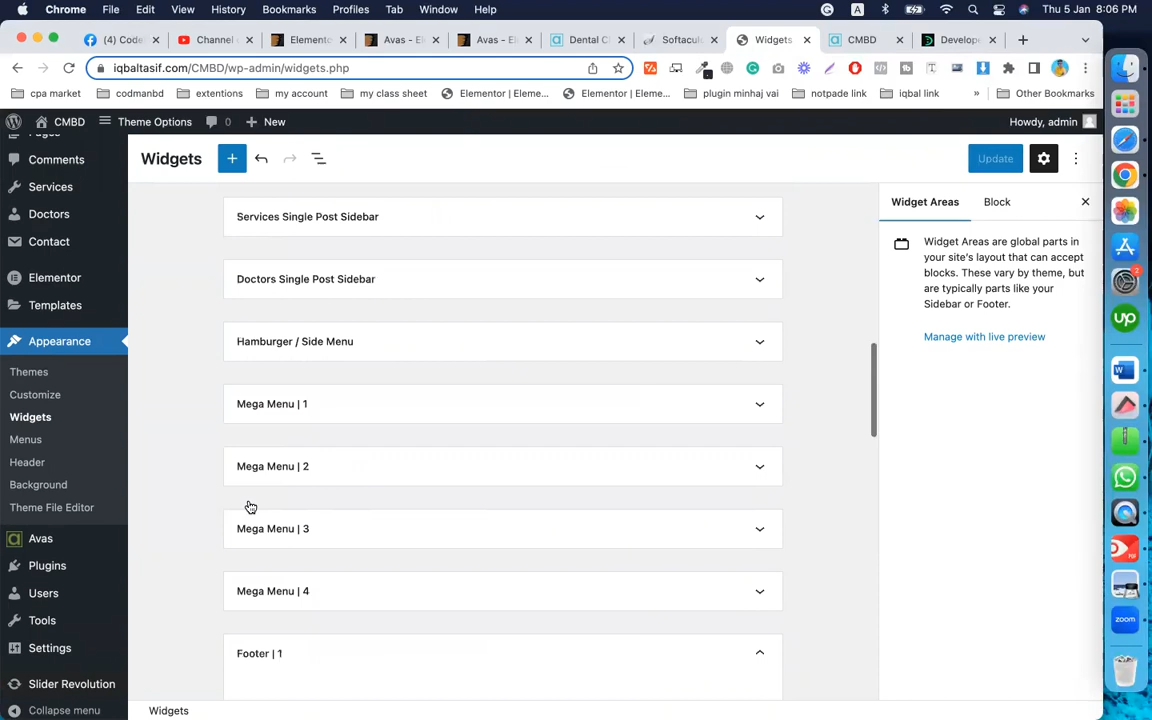 Chrome File Edit View History Bookmarks Profiles Tab Window Help A Thu 5 Jan 8:06 PM
(4) Code Channel c Elemento Avas – El Avas – El Dental C Softacul Widgets CMBD Develop
iqbaltasif.com/CMBD/wp-admin/widgets.php
cpa market codmanbd extentions my account my class sheet Elementor | Eleme... Elementor | Eleme... plugin minhaj vai notpade link iqbal link » Other Bookmarks
CMBD Theme Options 0 New Howdy, admin
Pages
Comments
Services
Doctors
Contact
Elementor
Templates
Appearance
Themes
Customize
Widgets
Menus
Header
Background
Theme File Editor
Avas
Plugins
Users
Tools
Settings
Slider Revolution
Collapse menu
Widgets Update
Services Single Post Sidebar
Doctors Single Post Sidebar
Hamburger / Side Menu
Mega Menu | 1
Mega Menu | 2
Mega Menu | 3
Mega Menu | 4
Footer | 1
Widgets
Widget Areas Block
Widget Areas are global parts in
your site's layout that can accept
blocks. These vary by theme, but
are typically parts like your
Sidebar or Footer.
Manage with live preview
2
up
W
PDF
zoom